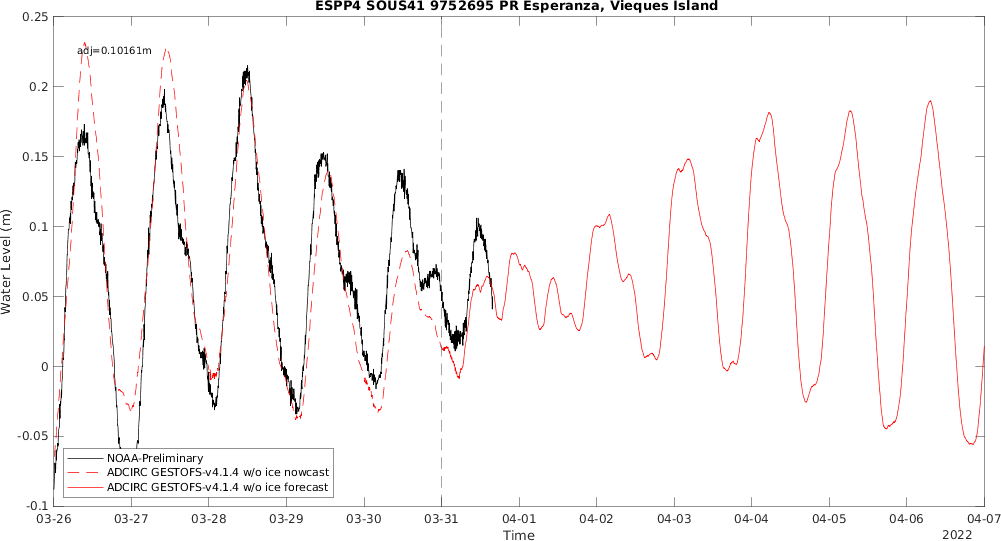 ESPP4 SOUS41 9752695 PR Esperanza, Vieques Island
0.25
adj=0.10161m
0.2
0.15
0.1
0.05
0
-0.05
-0.1
Water Level (m)
NOAA-Preliminary
ADCIRC GESTOFS-v4.1.4 w/o ice nowcast
ADCIRC GESTOFS-v4.1.4 w/o ice forecast
03-26 03-27 03-28 03-29 03-30 03-31 04-01 04-02 04-03 04-04 04-05 04-06 04-07
Time
2022